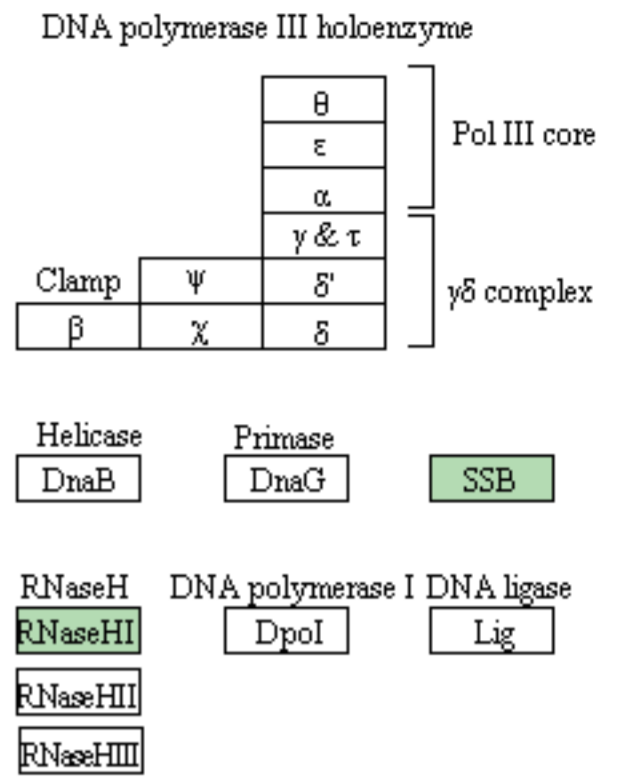 DNA polymerase III holoenzyme
θ
ε
Pol III core
α
γ & τ
Clamp ψ δ' γδ complex
β χ δ
Helicase Primase
DnaB DnaG SSB
RNaseH DNA polymerase I DNA ligase
RNaseHI DpoI Lig
RNaseHII
RNaseHIII